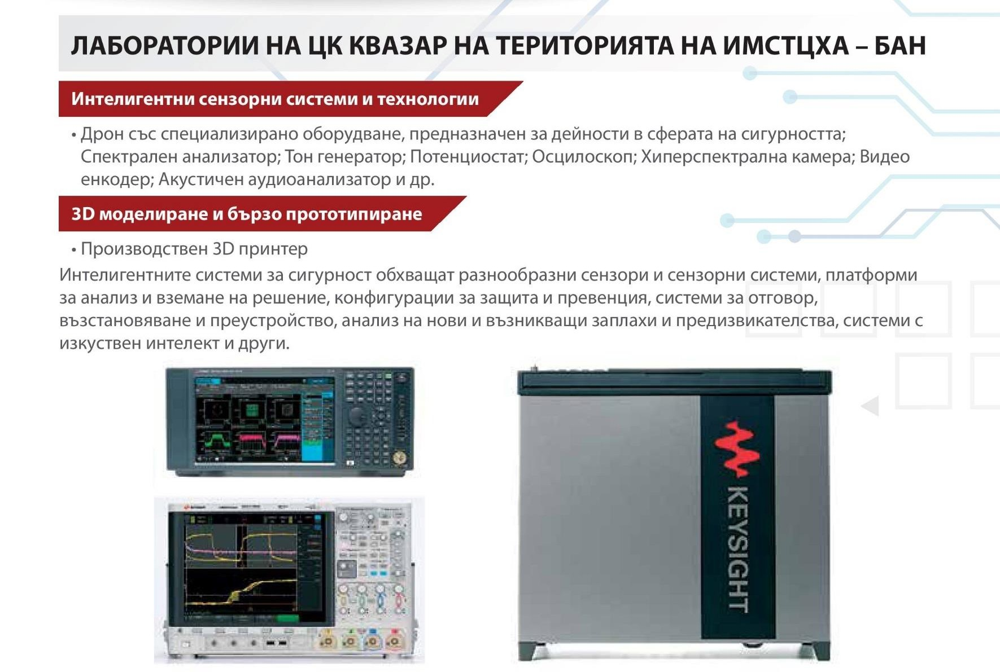 ЛАБОРАТОРИИ НА ЦК КВАЗАР НА ТЕРИТОРИЯТА НА ИМСТЦХА – БАН
Интелигентни сензорни системи и технологии
• Дрон със специализирано оборудване, предназначен за дейности в сферата на сигурността;
Спектрален анализатор; Тон генератор; Потенциостат; Осцилоскоп; Хиперспектрална камера; Видео
енкодер; Акустичен аудиоанализатор и др.
3D моделиране и бързо прототипиране
• Производствен 3D принтер
Интелигентните системи за сигурност обхващат разнообразни сензори и сензорни системи, платформи
за анализ и вземане на решение, конфигурации за защита и превенция, системи за отговор,
възстановяване и преустройство, анализ на нови и възникващи заплахи и предизвикателства, системи с
изкуствен интелект и други.
KEYSIGHT